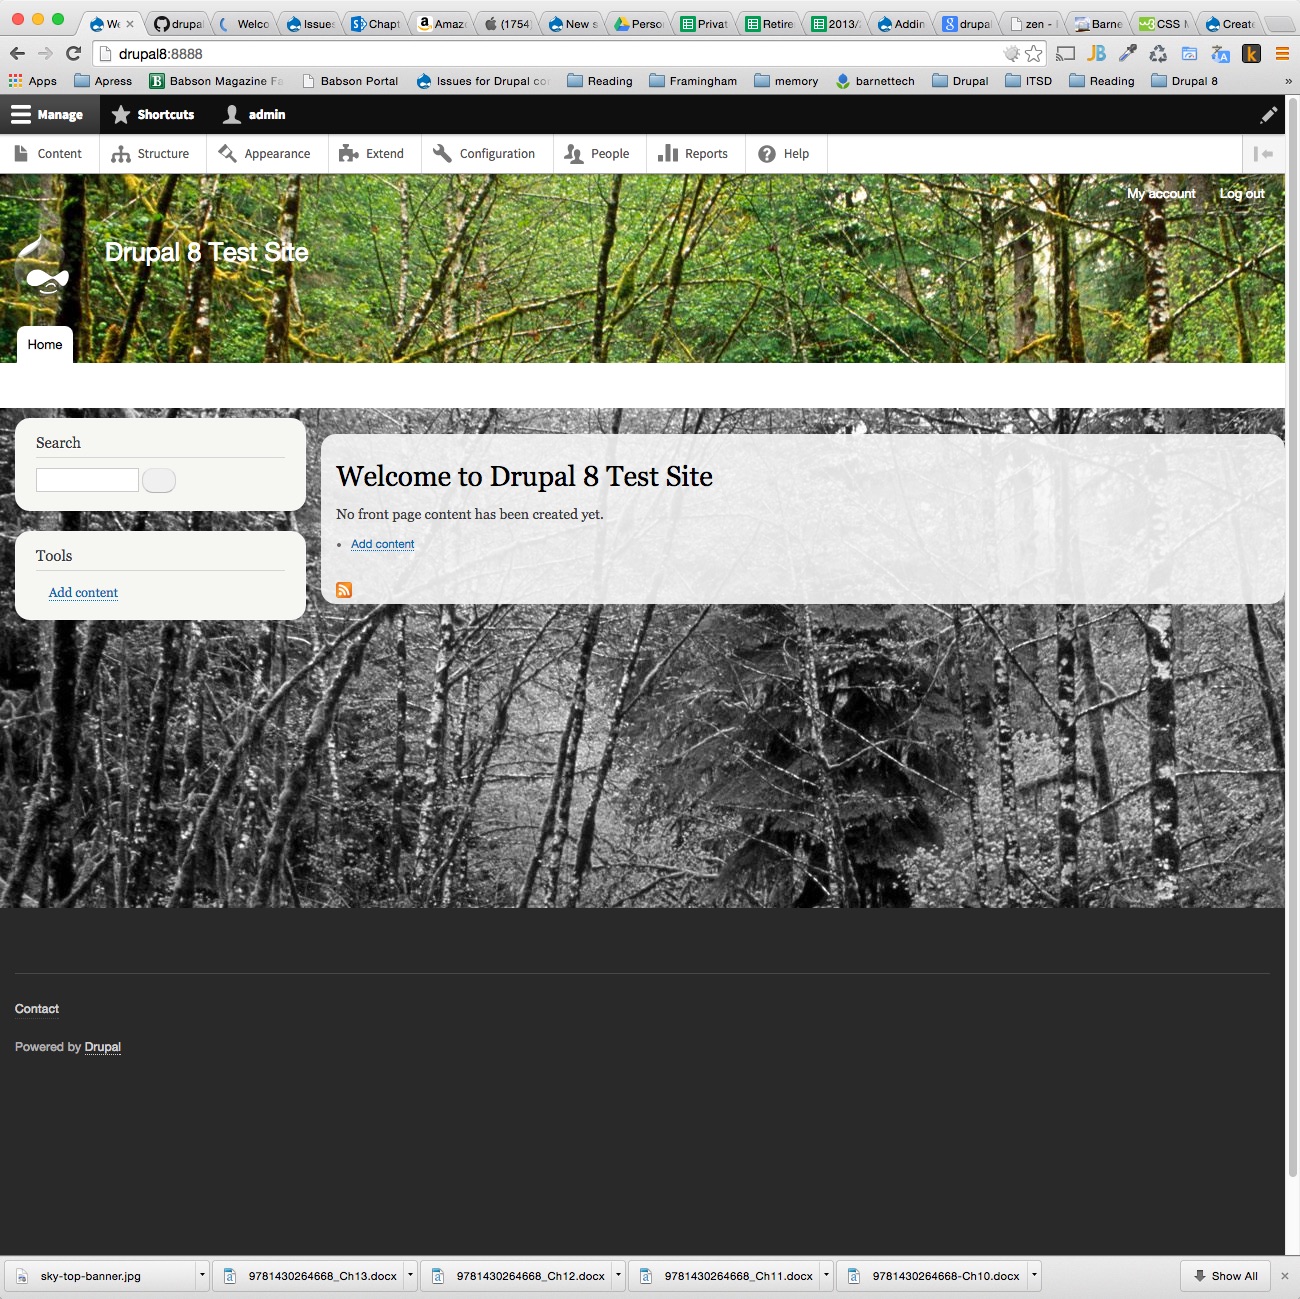 We
drupal
Welco
Issues
Chapt
Amaz
(1754)
New s
Perso
Privat
Retire
2013/2
Addin
drupal
zen -
Barne
CSS
Create
drupal8:8888
Apps
Apress
Babson Magazine Fa
Babson Portal
Issues for Drupal co
Reading
Framingham
memory
barnettech
Drupal
ITSD
Reading
Drupal 8
»
Manage
Shortcuts
admin
Content
Structure
Appearance
Extend
Configuration
People
Reports
Help
My account
Log out
Drupal 8 Test Site
Home
Search
Welcome to Drupal 8 Test Site
No front page content has been created yet.
Add content
Tools
Add content
Contact
Powered by Drupal
sky-top-banner.jpg
9781430264668_Ch13.docx
9781430264668_Ch12.docx
9781430264668_Ch11.docx
9781430264668-Ch10.docx
Show All